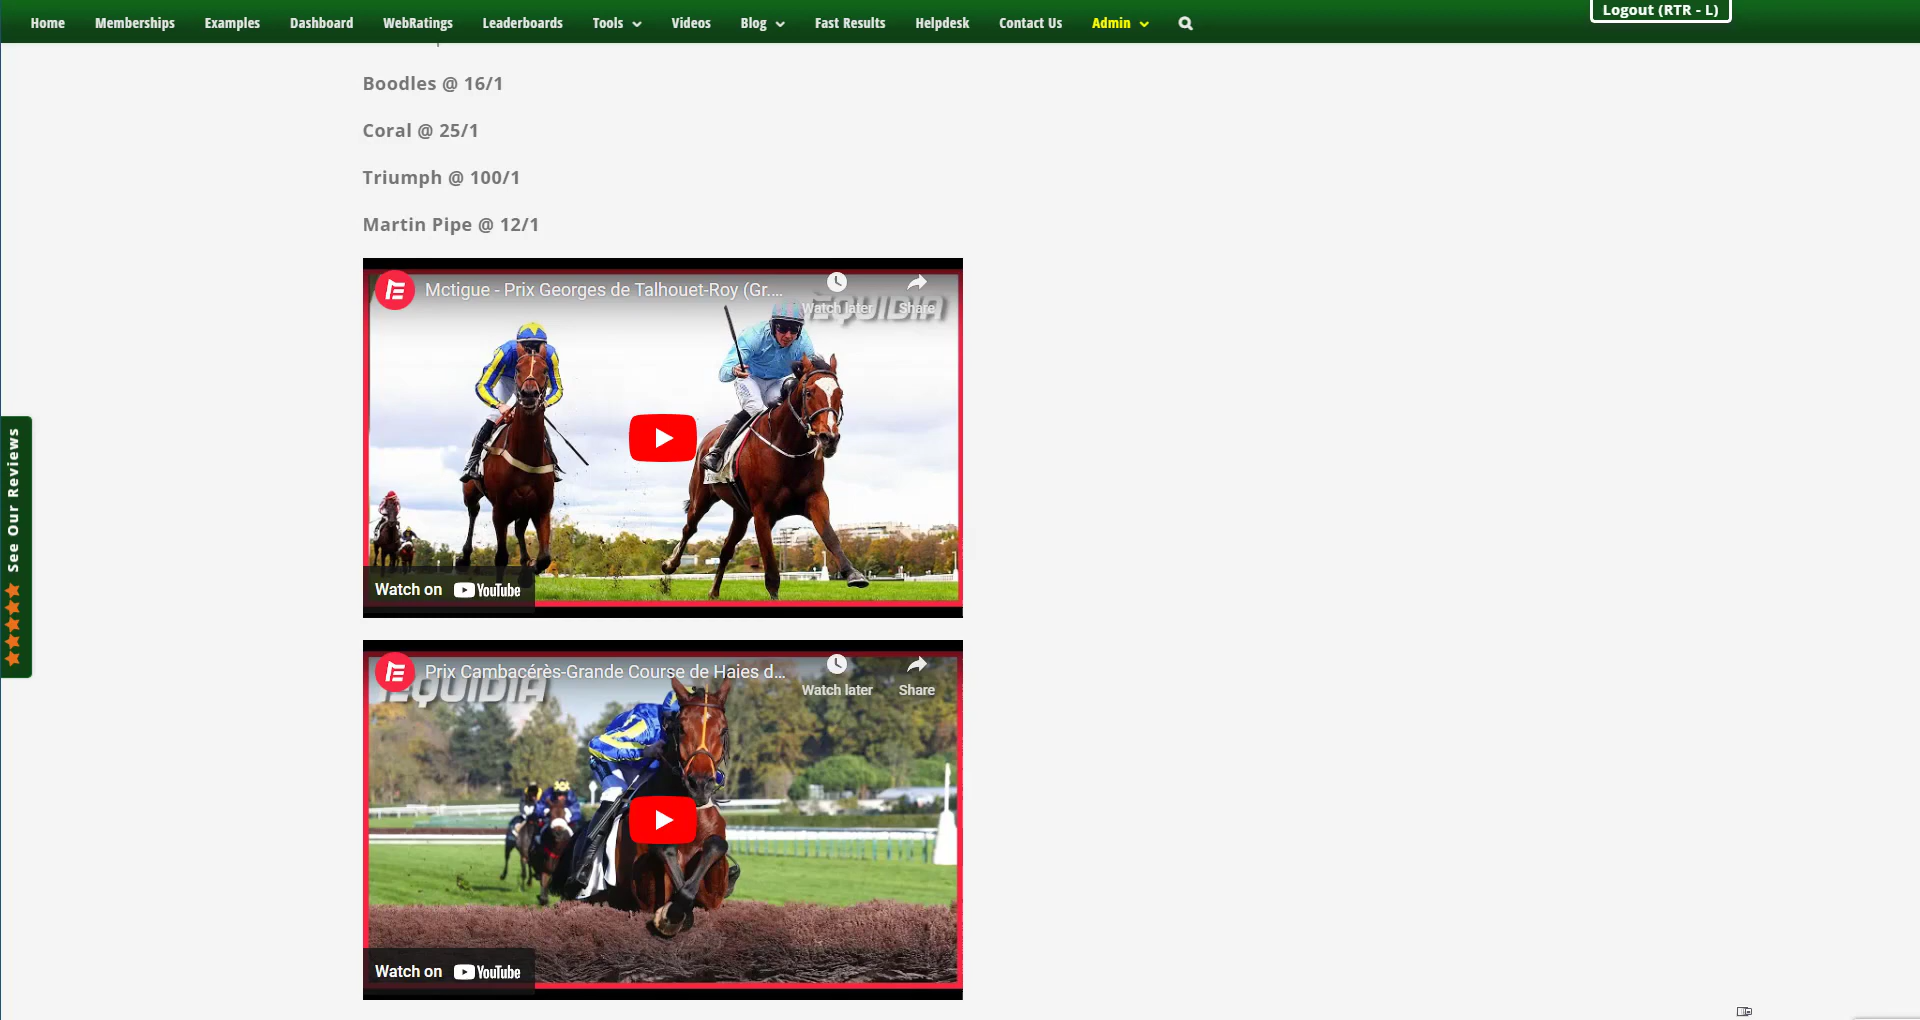 Home Memberships Examples Dashboard WebRatings Leaderboards Tools Videos Blog Fast Results Helpdesk Contact Us Admin Logout (RTR - L)
Boodles @ 16/1
Coral @ 25/1
Triumph @ 100/1
Martin Pipe @ 12/1
Mctigue - Prix Georges de Talhouet-Roy (Gr....
Watch later
Share
EQUIDIA
Watch on YouTube
See Our Reviews
Prix Cambacérès-Grande Course de Haies d...
Watch later
Share
EQUIDIA
Watch on YouTube